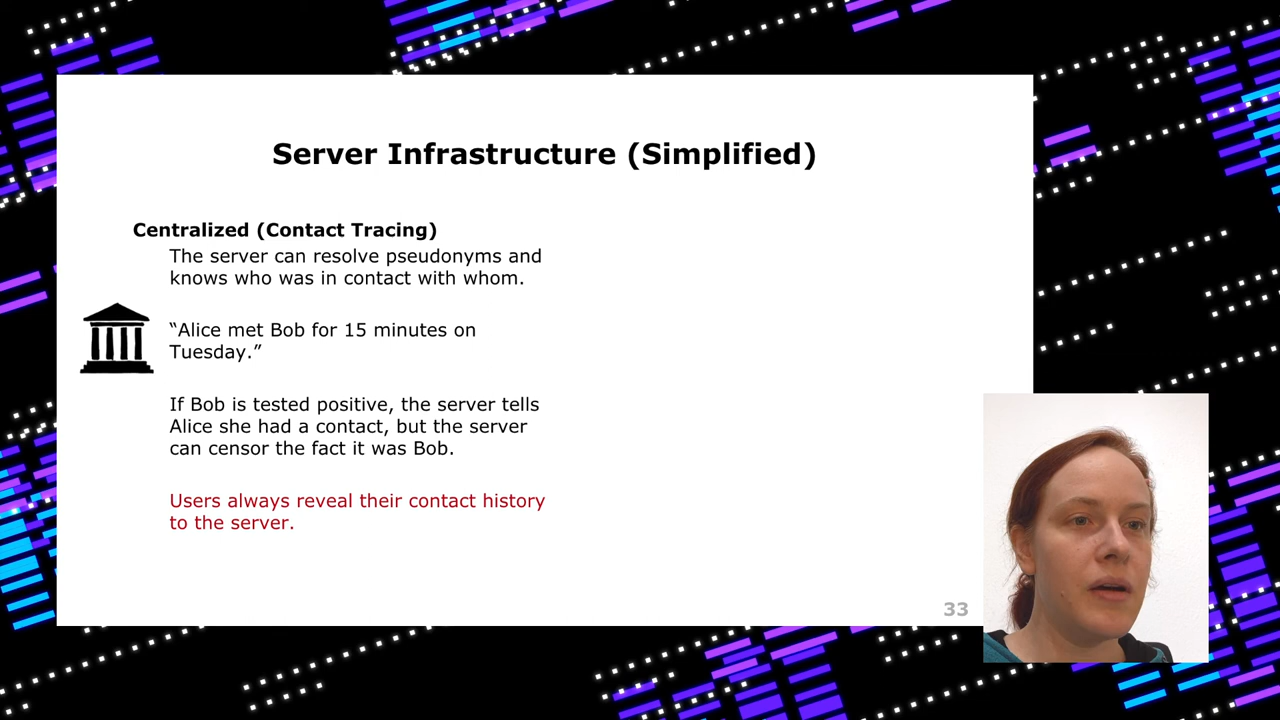 Server Infrastructure (Simplified)
Centralized (Contact Tracing)
The server can resolve pseudonyms and
knows who was in contact with whom.
“Alice met Bob for 15 minutes on
Tuesday.”
If Bob is tested positive, the server tells
Alice she had a contact, but the server
can censor the fact it was Bob.
Users always reveal their contact history
to the server.
33